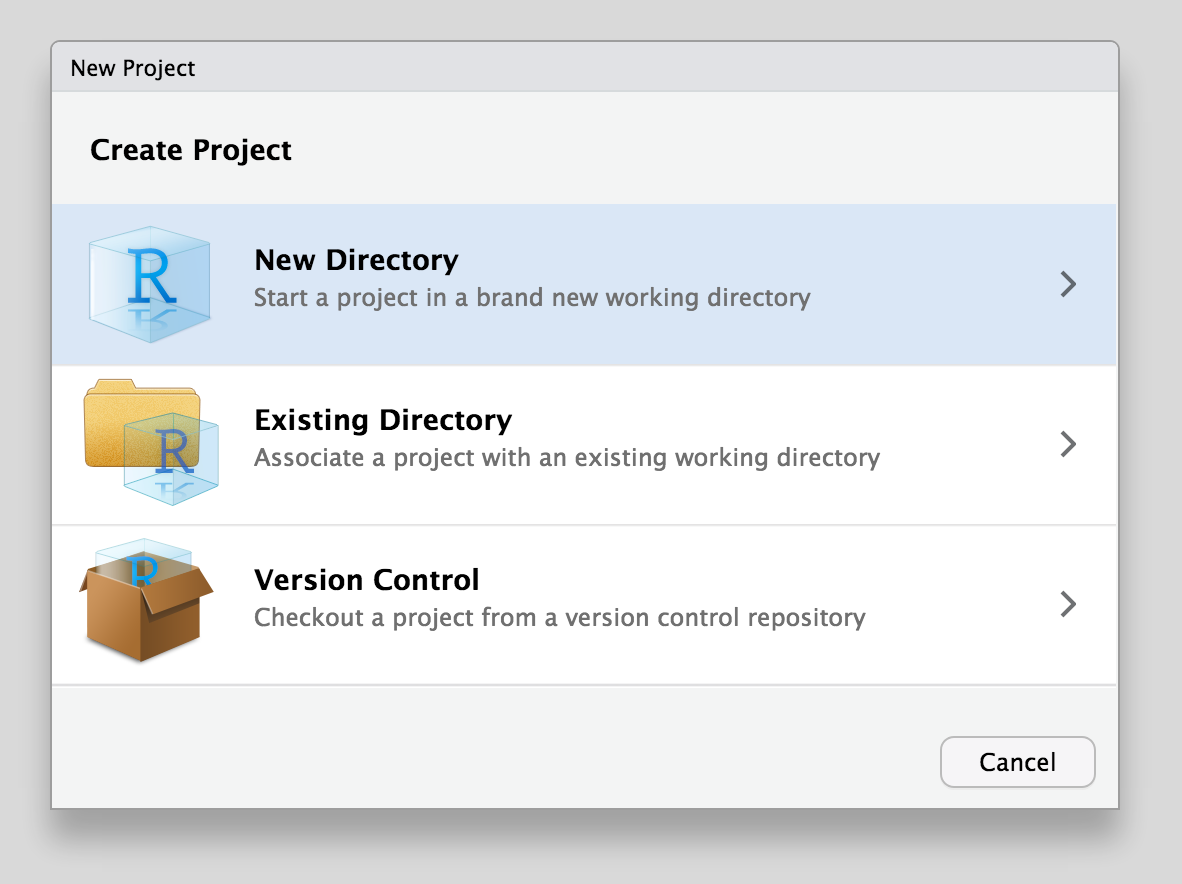 New Project
Create Project
R
New Directory
Start a project in a brand new working directory
R
Existing Directory
Associate a project with an existing working directory
R
Version Control
Checkout a project from a version control repository
Cancel